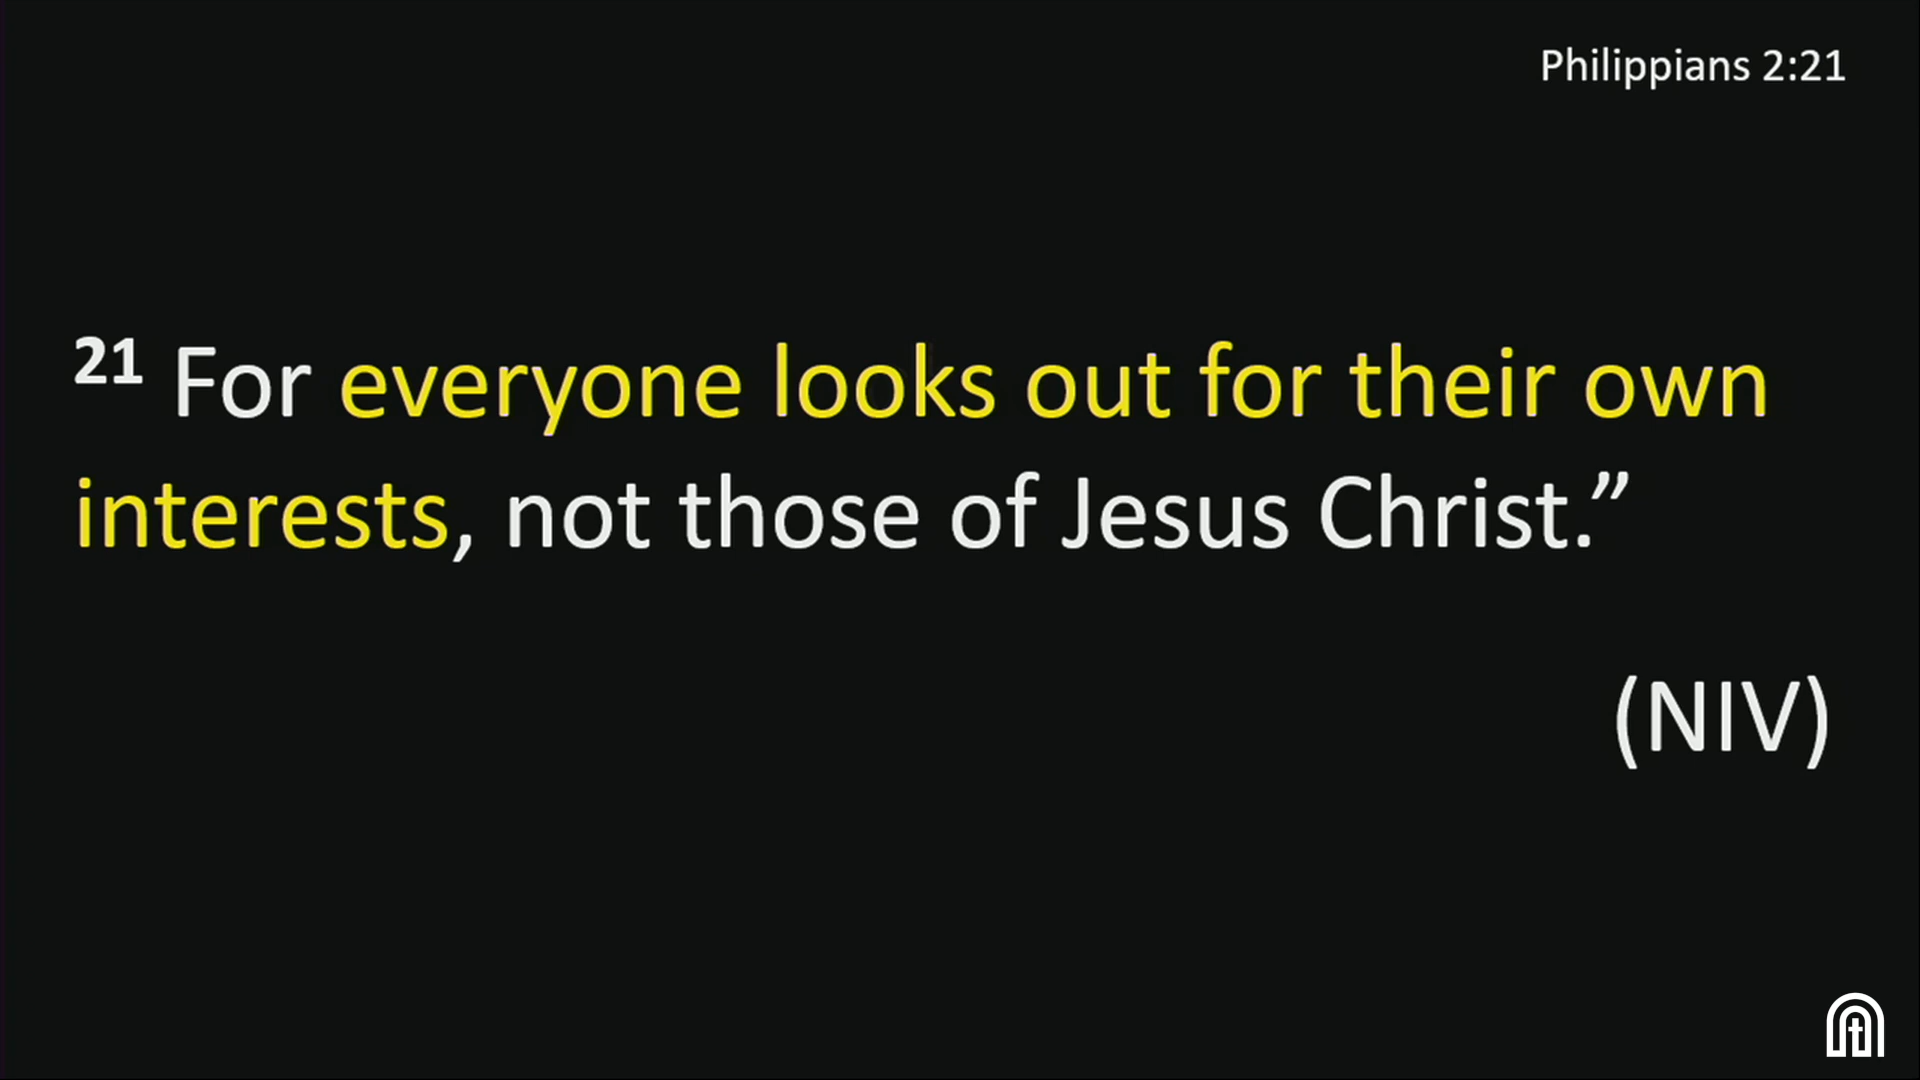 Philippians 2:21
21 For everyone looks out for their own
interests, not those of Jesus Christ.”
(NIV)